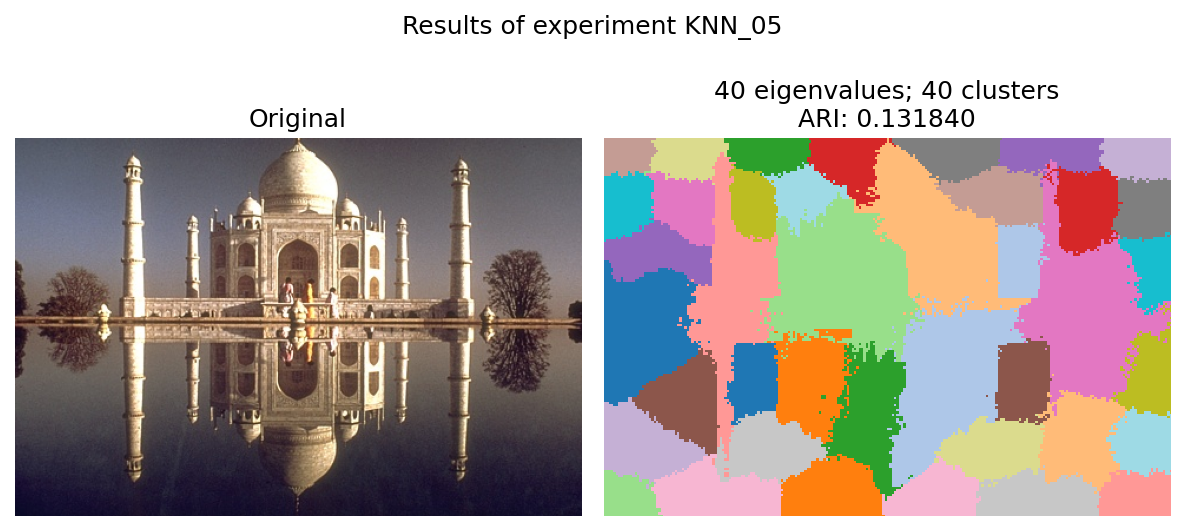 Results of experiment KNN_05
Original
40 eigenvalues; 40 clusters
ARI: 0.131840